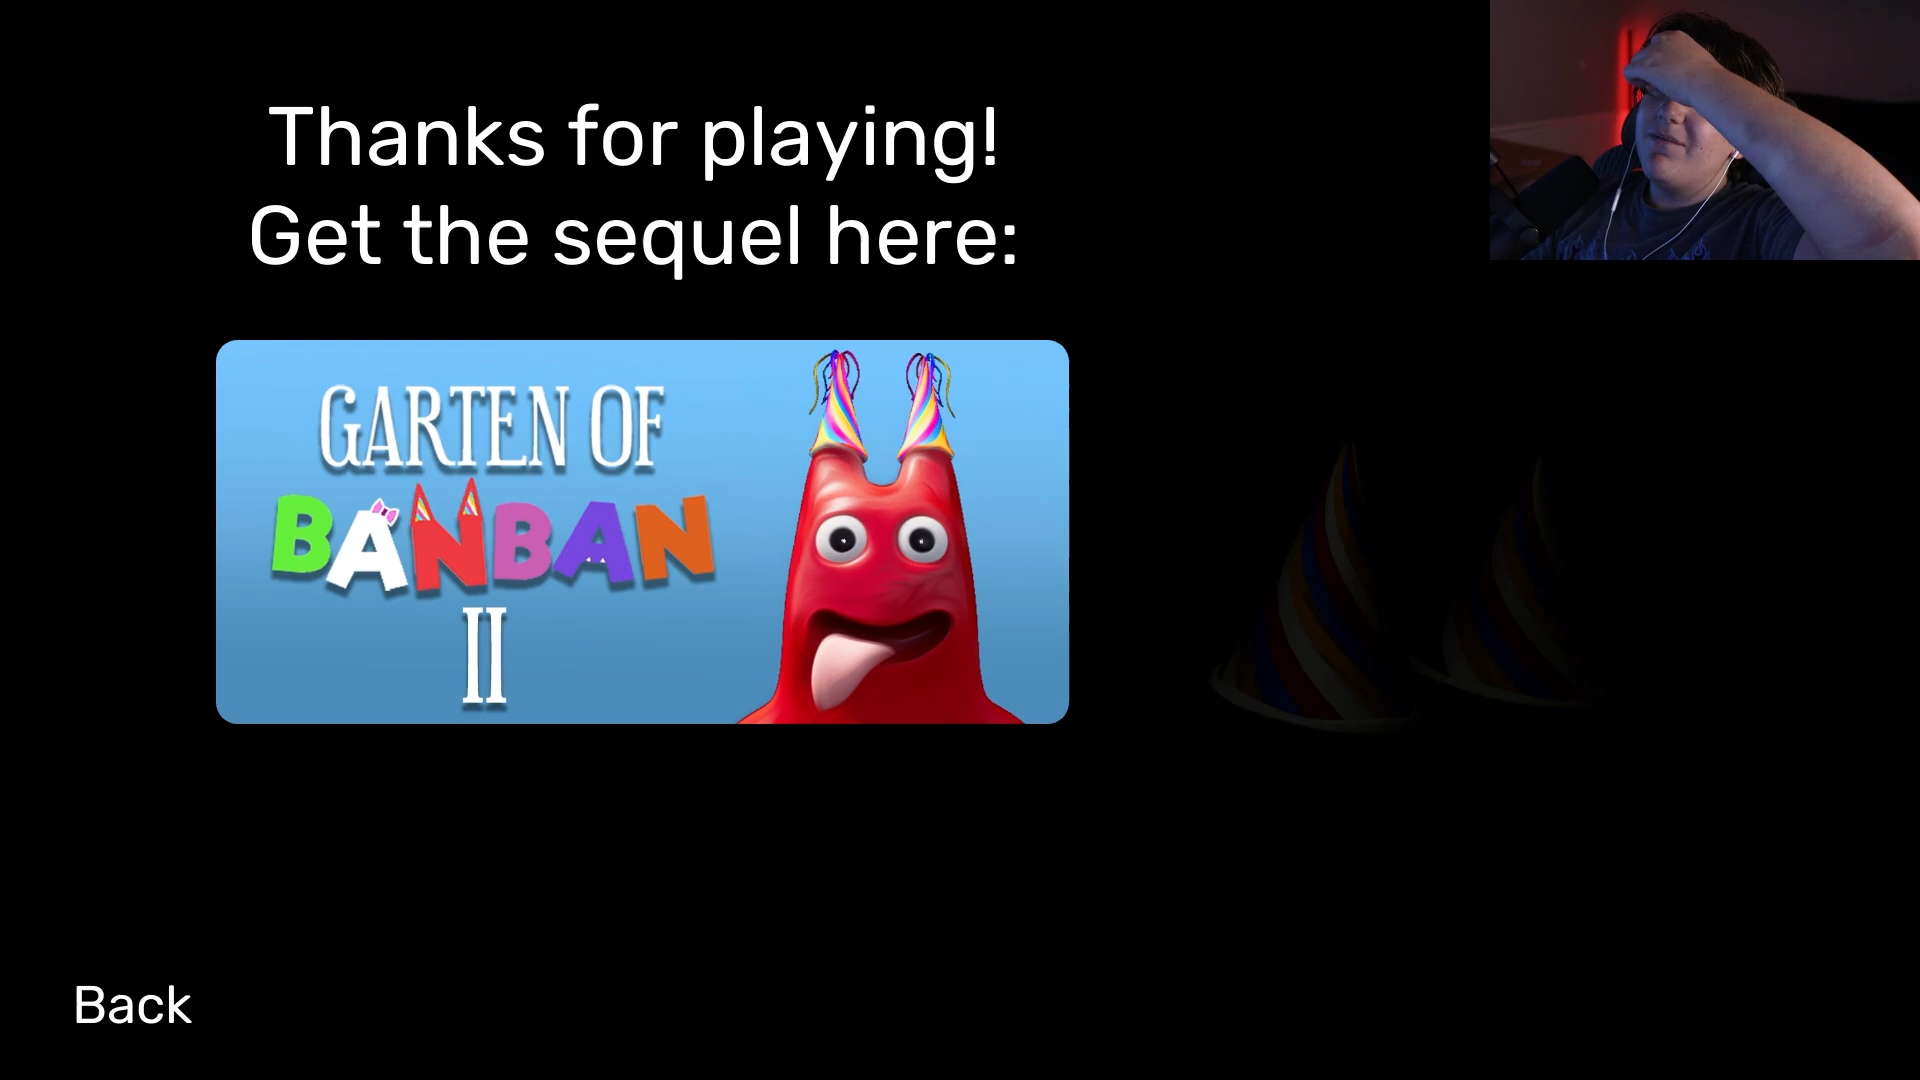 Thanks for playing!
Get the sequel here:
GARTEN OF
BANBAN
II
Back